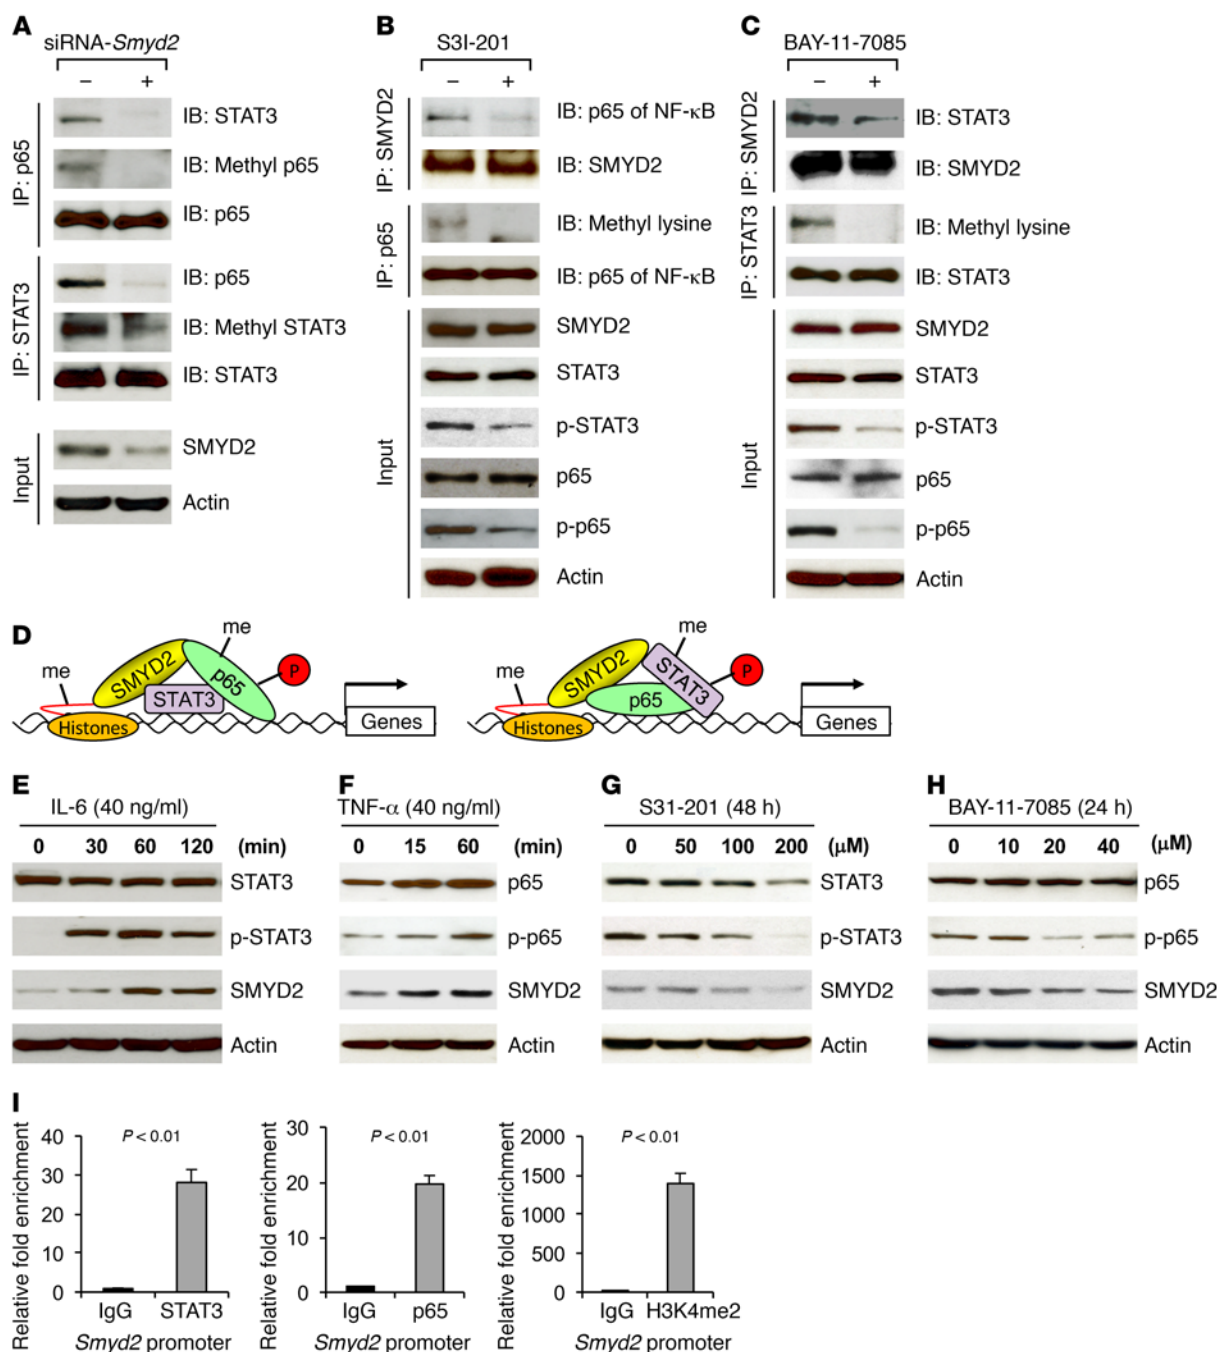 A
siRNA-Smyd2
– +
IP: p65
IB: STAT3
IB: Methyl p65
IB: p65
IP: STAT3
IB: p65
IB: Methyl STAT3
IB: STAT3
Input
SMYD2
Actin
B
S3I-201
– +
IP: SMYD2
IB: p65 of NF-κB
IB: SMYD2
IP: p65
IB: Methyl lysine
IB: p65 of NF-κB
Input
SMYD2
STAT3
p-STAT3
p65
p-p65
Actin
C
BAY-11-7085
– +
IP: SMYD2
IB: STAT3
IB: SMYD2
IP: STAT3
IB: Methyl lysine
IB: STAT3
Input
SMYD2
STAT3
p-STAT3
p65
p-p65
Actin
D
me
me
SMYD2
p65
P
STAT3
Histones
Genes
me
me
SMYD2
STAT3
P
p65
Histones
Genes
E
IL-6 (40 ng/ml)
0 30 60 120 (min)
STAT3
p-STAT3
SMYD2
Actin
F
TNF-α (40 ng/ml)
0 15 60 (min)
p65
p-p65
SMYD2
Actin
G
S31-201 (48 h)
0 50 100 200 (μM)
STAT3
p-STAT3
SMYD2
Actin
H
BAY-11-7085 (24 h)
0 10 20 40 (μM)
p65
p-p65
SMYD2
Actin
I
Relative fold enrichment
P < 0.01
40
30
20
10
0
IgG STAT3
Smyd2 promoter
Relative fold enrichment
P < 0.01
30
20
10
0
IgG p65
Smyd2 promoter
Relative fold enrichment
P < 0.01
2000
1500
1000
500
0
IgG H3K4me2
Smyd2 promoter